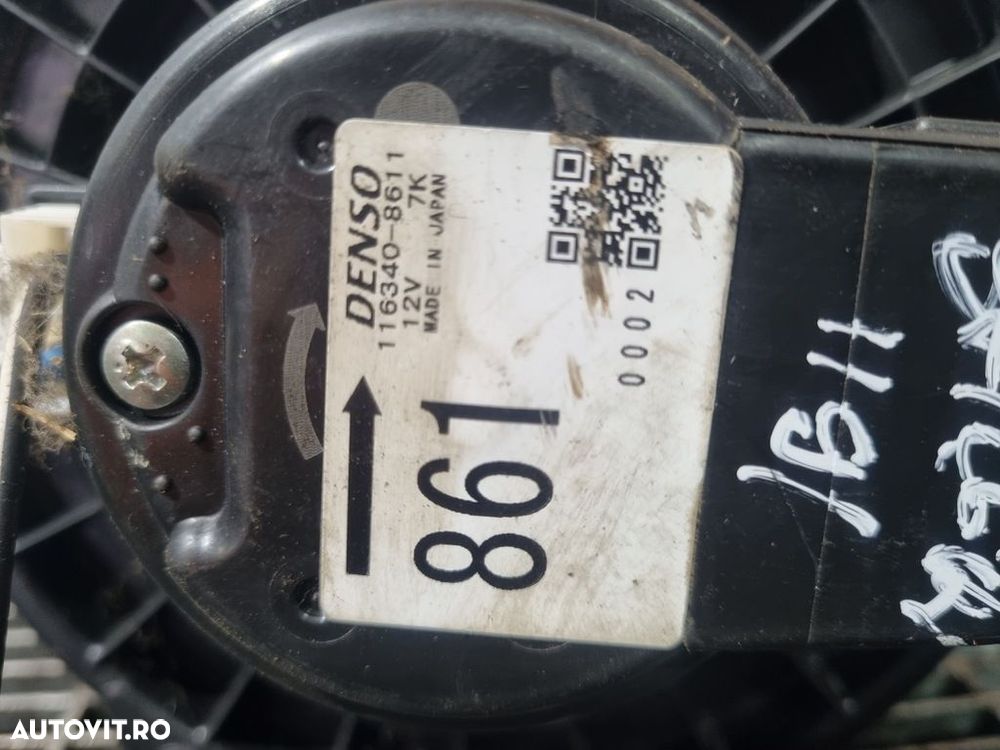 DENSO
116340-8611
12V 7K
MADE IN JAPAN
861
0002
AUTOVIT.RO